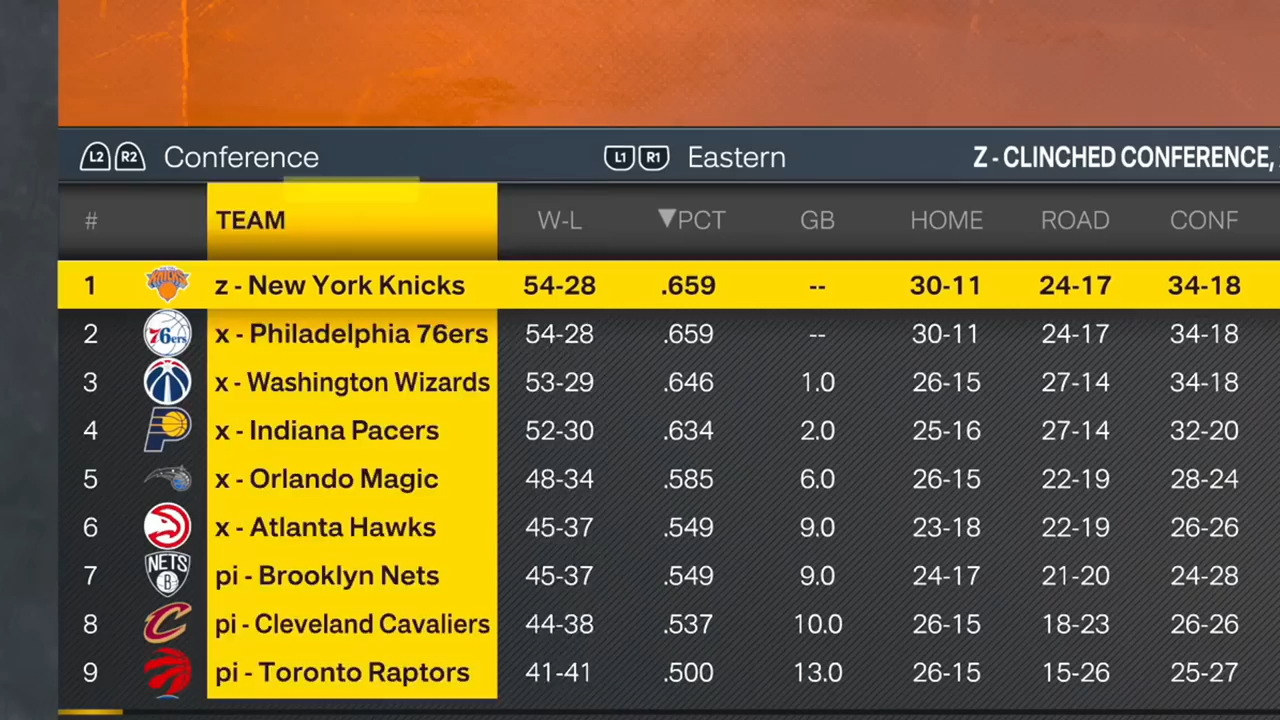 L2 R2 Conference L1 R1 Eastern Z - CLINCHED CONFERENCE,
# TEAM W-L ▼PCT GB HOME ROAD CONF
1 KNICKS z - New York Knicks 54-28 .659 -- 30-11 24-17 34-18
2 76ers x - Philadelphia 76ers 54-28 .659 -- 30-11 24-17 34-18
3 x - Washington Wizards 53-29 .646 1.0 26-15 27-14 34-18
4 x - Indiana Pacers 52-30 .634 2.0 25-16 27-14 32-20
5 x - Orlando Magic 48-34 .585 6.0 26-15 22-19 28-24
6 x - Atlanta Hawks 45-37 .549 9.0 23-18 22-19 26-26
7 NETS B pi - Brooklyn Nets 45-37 .549 9.0 24-17 21-20 24-28
8 C pi - Cleveland Cavaliers 44-38 .537 10.0 26-15 18-23 26-26
9 pi - Toronto Raptors 41-41 .500 13.0 26-15 15-26 25-27